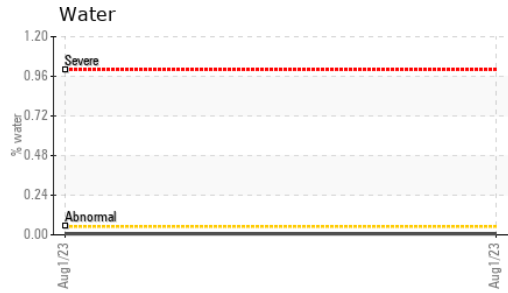 Water
1.20
Severe
0.96
0.72
% water
0.48
0.24
Abnormal
0.00
Aug1/23
Aug1/23